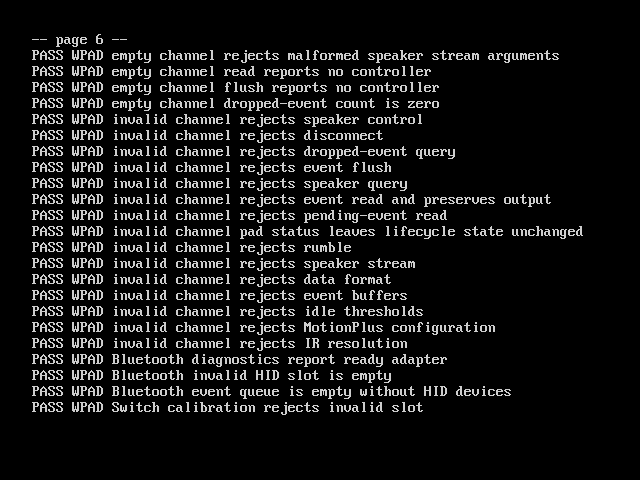 -- page 6 --
PASS WPAD empty channel rejects malformed speaker stream arguments
PASS WPAD empty channel read reports no controller
PASS WPAD empty channel flush reports no controller
PASS WPAD empty channel dropped-event count is zero
PASS WPAD invalid channel rejects speaker control
PASS WPAD invalid channel rejects disconnect
PASS WPAD invalid channel rejects dropped-event query
PASS WPAD invalid channel rejects event flush
PASS WPAD invalid channel rejects speaker query
PASS WPAD invalid channel rejects event read and preserves output
PASS WPAD invalid channel rejects pending-event read
PASS WPAD invalid channel pad status leaves lifecycle state unchanged
PASS WPAD invalid channel rejects rumble
PASS WPAD invalid channel rejects speaker stream
PASS WPAD invalid channel rejects data format
PASS WPAD invalid channel rejects event buffers
PASS WPAD invalid channel rejects idle thresholds
PASS WPAD invalid channel rejects MotionPlus configuration
PASS WPAD invalid channel rejects IR resolution
PASS WPAD Bluetooth diagnostics report ready adapter
PASS WPAD Bluetooth invalid HID slot is empty
PASS WPAD Bluetooth event queue is empty without HID devices
PASS WPAD Switch calibration rejects invalid slot